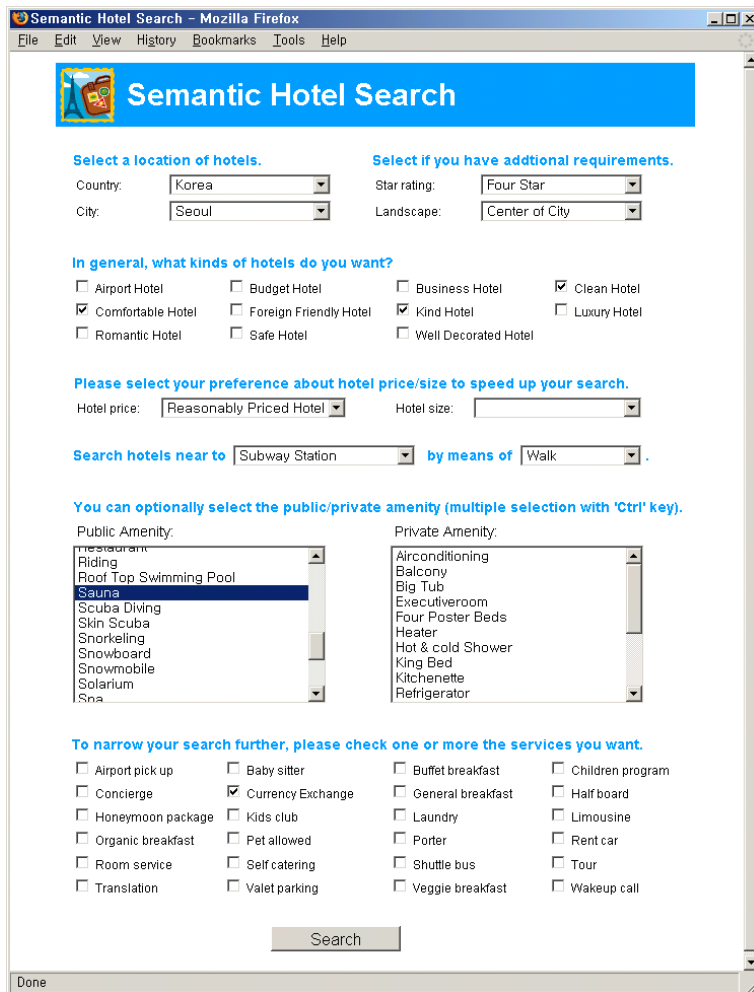 Semantic Hotel Search - Mozilla Firefox
File Edit View History Bookmarks Tools Help
Semantic Hotel Search
Select a location of hotels. Select if you have addtional requirements.
Country: Korea Star rating: Four Star
City: Seoul Landscape: Center of City
In general, what kinds of hotels do you want?
Airport Hotel Budget Hotel Business Hotel Clean Hotel
Comfortable Hotel Foreign Friendly Hotel Kind Hotel Luxury Hotel
Romantic Hotel Safe Hotel Well Decorated Hotel
Please select your preference about hotel price/size to speed up your search.
Hotel price: Reasonably Priced Hotel Hotel size:
Search hotels near to Subway Station by means of Walk .
You can optionally select the public/private amenity (multiple selection with 'Ctrl' key).
Public Amenity: Private Amenity:
Restaurant
Riding
Roof Top Swimming Pool
Sauna
Scuba Diving
Skin Scuba
Snorkeling
Snowboard
Snowmobile
Solarium
Spa
Airconditioning
Balcony
Big Tub
Executiveroom
Four Poster Beds
Heater
Hot & cold Shower
King Bed
Kitchenette
Refrigerator
To narrow your search further, please check one or more the services you want.
Airport pick up Baby sitter Buffet breakfast Children program
Concierge Currency Exchange General breakfast Half board
Honeymoon package Kids club Laundry Limousine
Organic breakfast Pet allowed Porter Rent car
Room service Self catering Shuttle bus Tour
Translation Valet parking Veggie breakfast Wakeup call
Search
Done